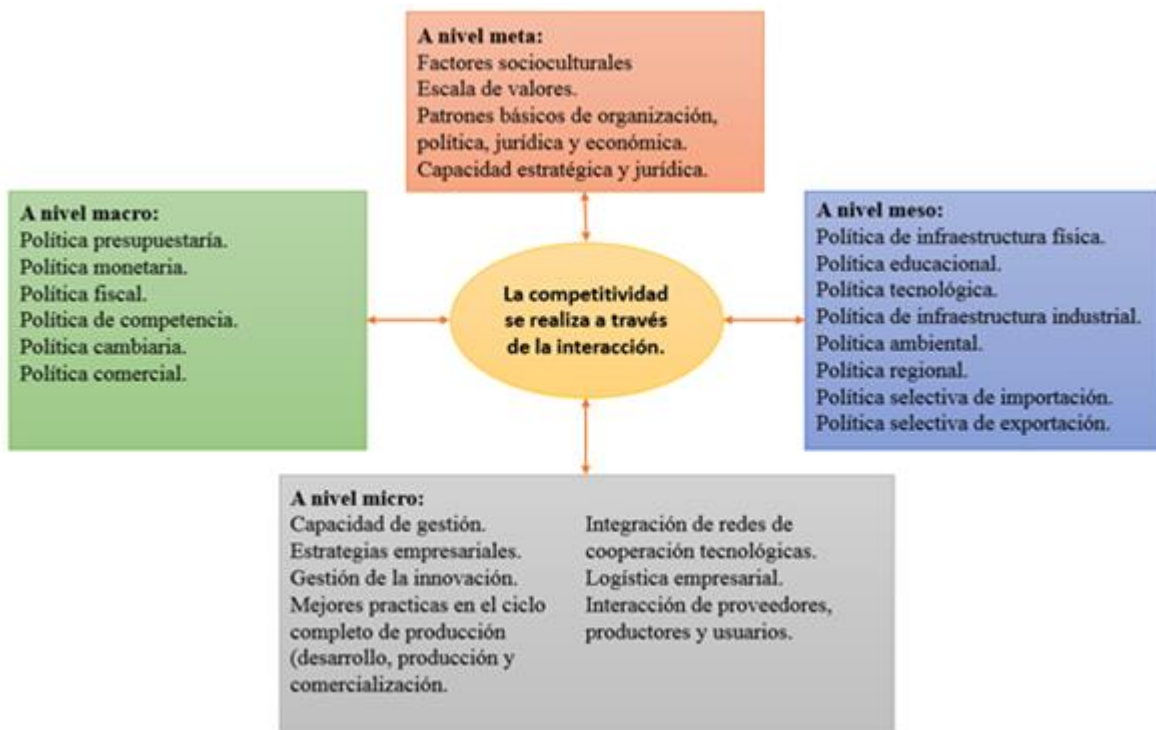 A nivel meta:
Factores socioculturales
Escala de valores.
Patrones básicos de organización,
política, jurídica y económica.
Capacidad estratégica y jurídica.
A nivel macro:
Política presupuestaría.
Política monetaria.
Política fiscal.
Política de competencia.
Política cambiaria.
Política comercial.
La competitividad
se realiza a través
de la interacción.
A nivel meso:
Política de infraestructura física.
Política educacional.
Política tecnológica.
Política de infraestructura industrial.
Política ambiental.
Política regional.
Política selectiva de importación.
Política selectiva de exportación.
A nivel micro:
Capacidad de gestión.
Estrategias empresariales.
Gestión de la innovación.
Mejores practicas en el ciclo
completo de producción
(desarrollo, producción y
comercialización.
Integración de redes de
cooperación tecnológicas.
Logística empresarial.
Interacción de proveedores,
productores y usuarios.